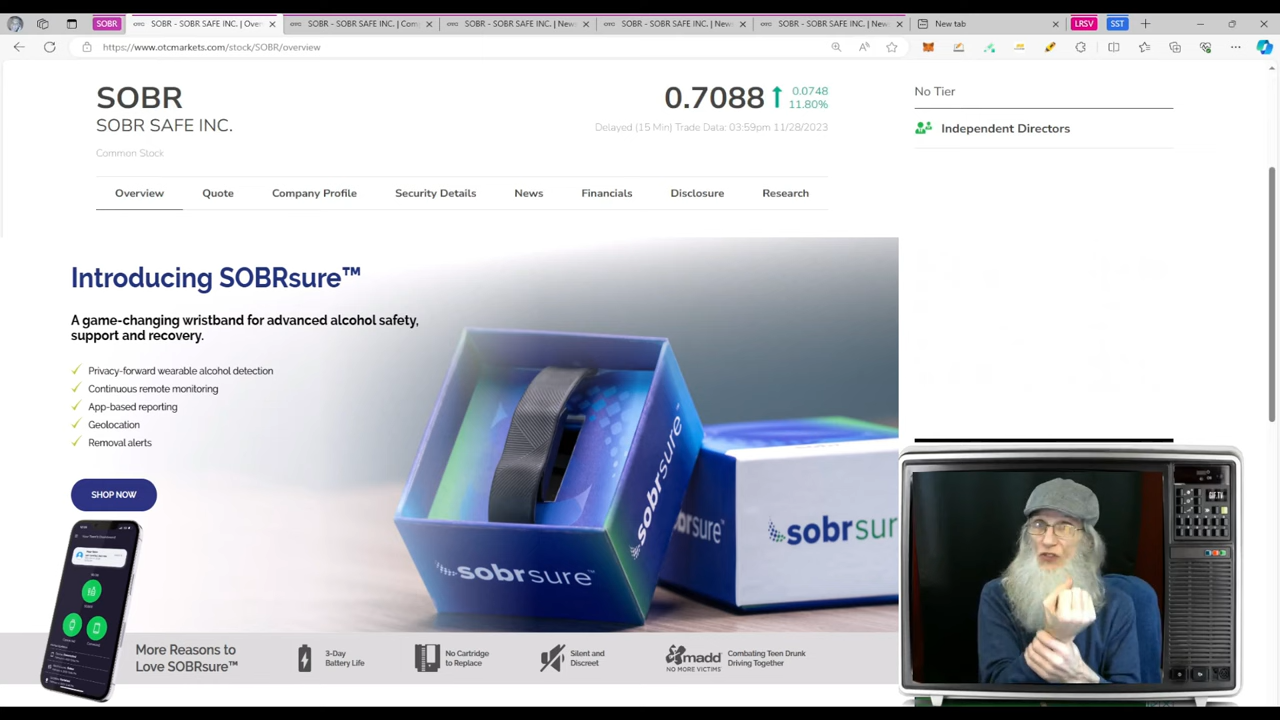 SOBR
SOBR - SOBR SAFE INC. | Over
SOBR - SOBR SAFE INC. | Com
SOBR - SOBR SAFE INC. | New
SOBR - SOBR SAFE INC. | New
SOBR - SOBR SAFE INC. | New
New tab
LRSV
SST
https://www.otcmarkets.com/stock/SOBR/overview
SOBR
SOBR SAFE INC.
Common Stock
0.7088
0.0748
11.80%
Delayed (15 Min) Trade Data: 03:59pm 11/28/2023
No Tier
Independent Directors
Overview Quote Company Profile Security Details News Financials Disclosure Research
Introducing SOBRsure™
A game-changing wristband for advanced alcohol safety,
support and recovery.
Privacy-forward wearable alcohol detection
Continuous remote monitoring
App-based reporting
Geolocation
Removal alerts
SHOP NOW
sobrsure
sobrsure™
sure™
sobrsur
More Reasons to
Love SOBRsure™
3-Day
Battery Life
No Cartridge
to Replace
Silent and
Discreet
madd
NO MORE VICTIMS
Combating Teen Drunk
Driving Together